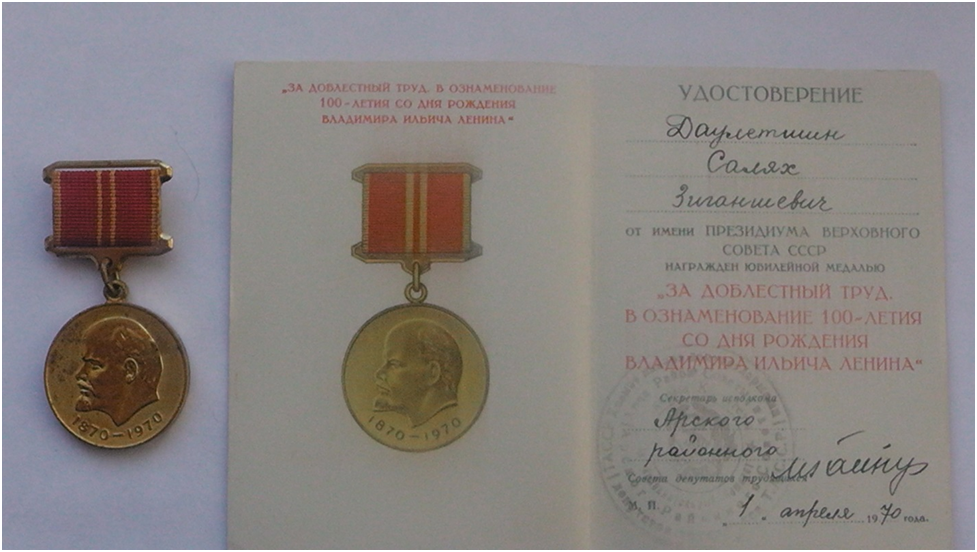 1870–1970
„ЗА ДОБЛЕСТНЫЙ ТРУД. В ОЗНАМЕНОВАНИЕ
100-ЛЕТИЯ СО ДНЯ РОЖДЕНИЯ
ВЛАДИМИРА ИЛЬИЧА ЛЕНИНА“
1870–1970
УДОСТОВЕРЕНИЕ
Даулетшин
Салях
Зиганшевич
ОТ ИМЕНИ ПРЕЗИДИУМА ВЕРХОВНОГО
СОВЕТА СССР
НАГРАЖДЕН ЮБИЛЕЙНОЙ МЕДАЛЬЮ
„ЗА ДОБЛЕСТНЫЙ ТРУД.
В ОЗНАМЕНОВАНИЕ 100-ЛЕТИЯ
СО ДНЯ РОЖДЕНИЯ
ВЛАДИМИРА ИЛЬИЧА ЛЕНИНА“
Секретарь исполкома
Арского
районного
Совета депутатов трудящихся
М. П.
„1“ апреля 1970 года.